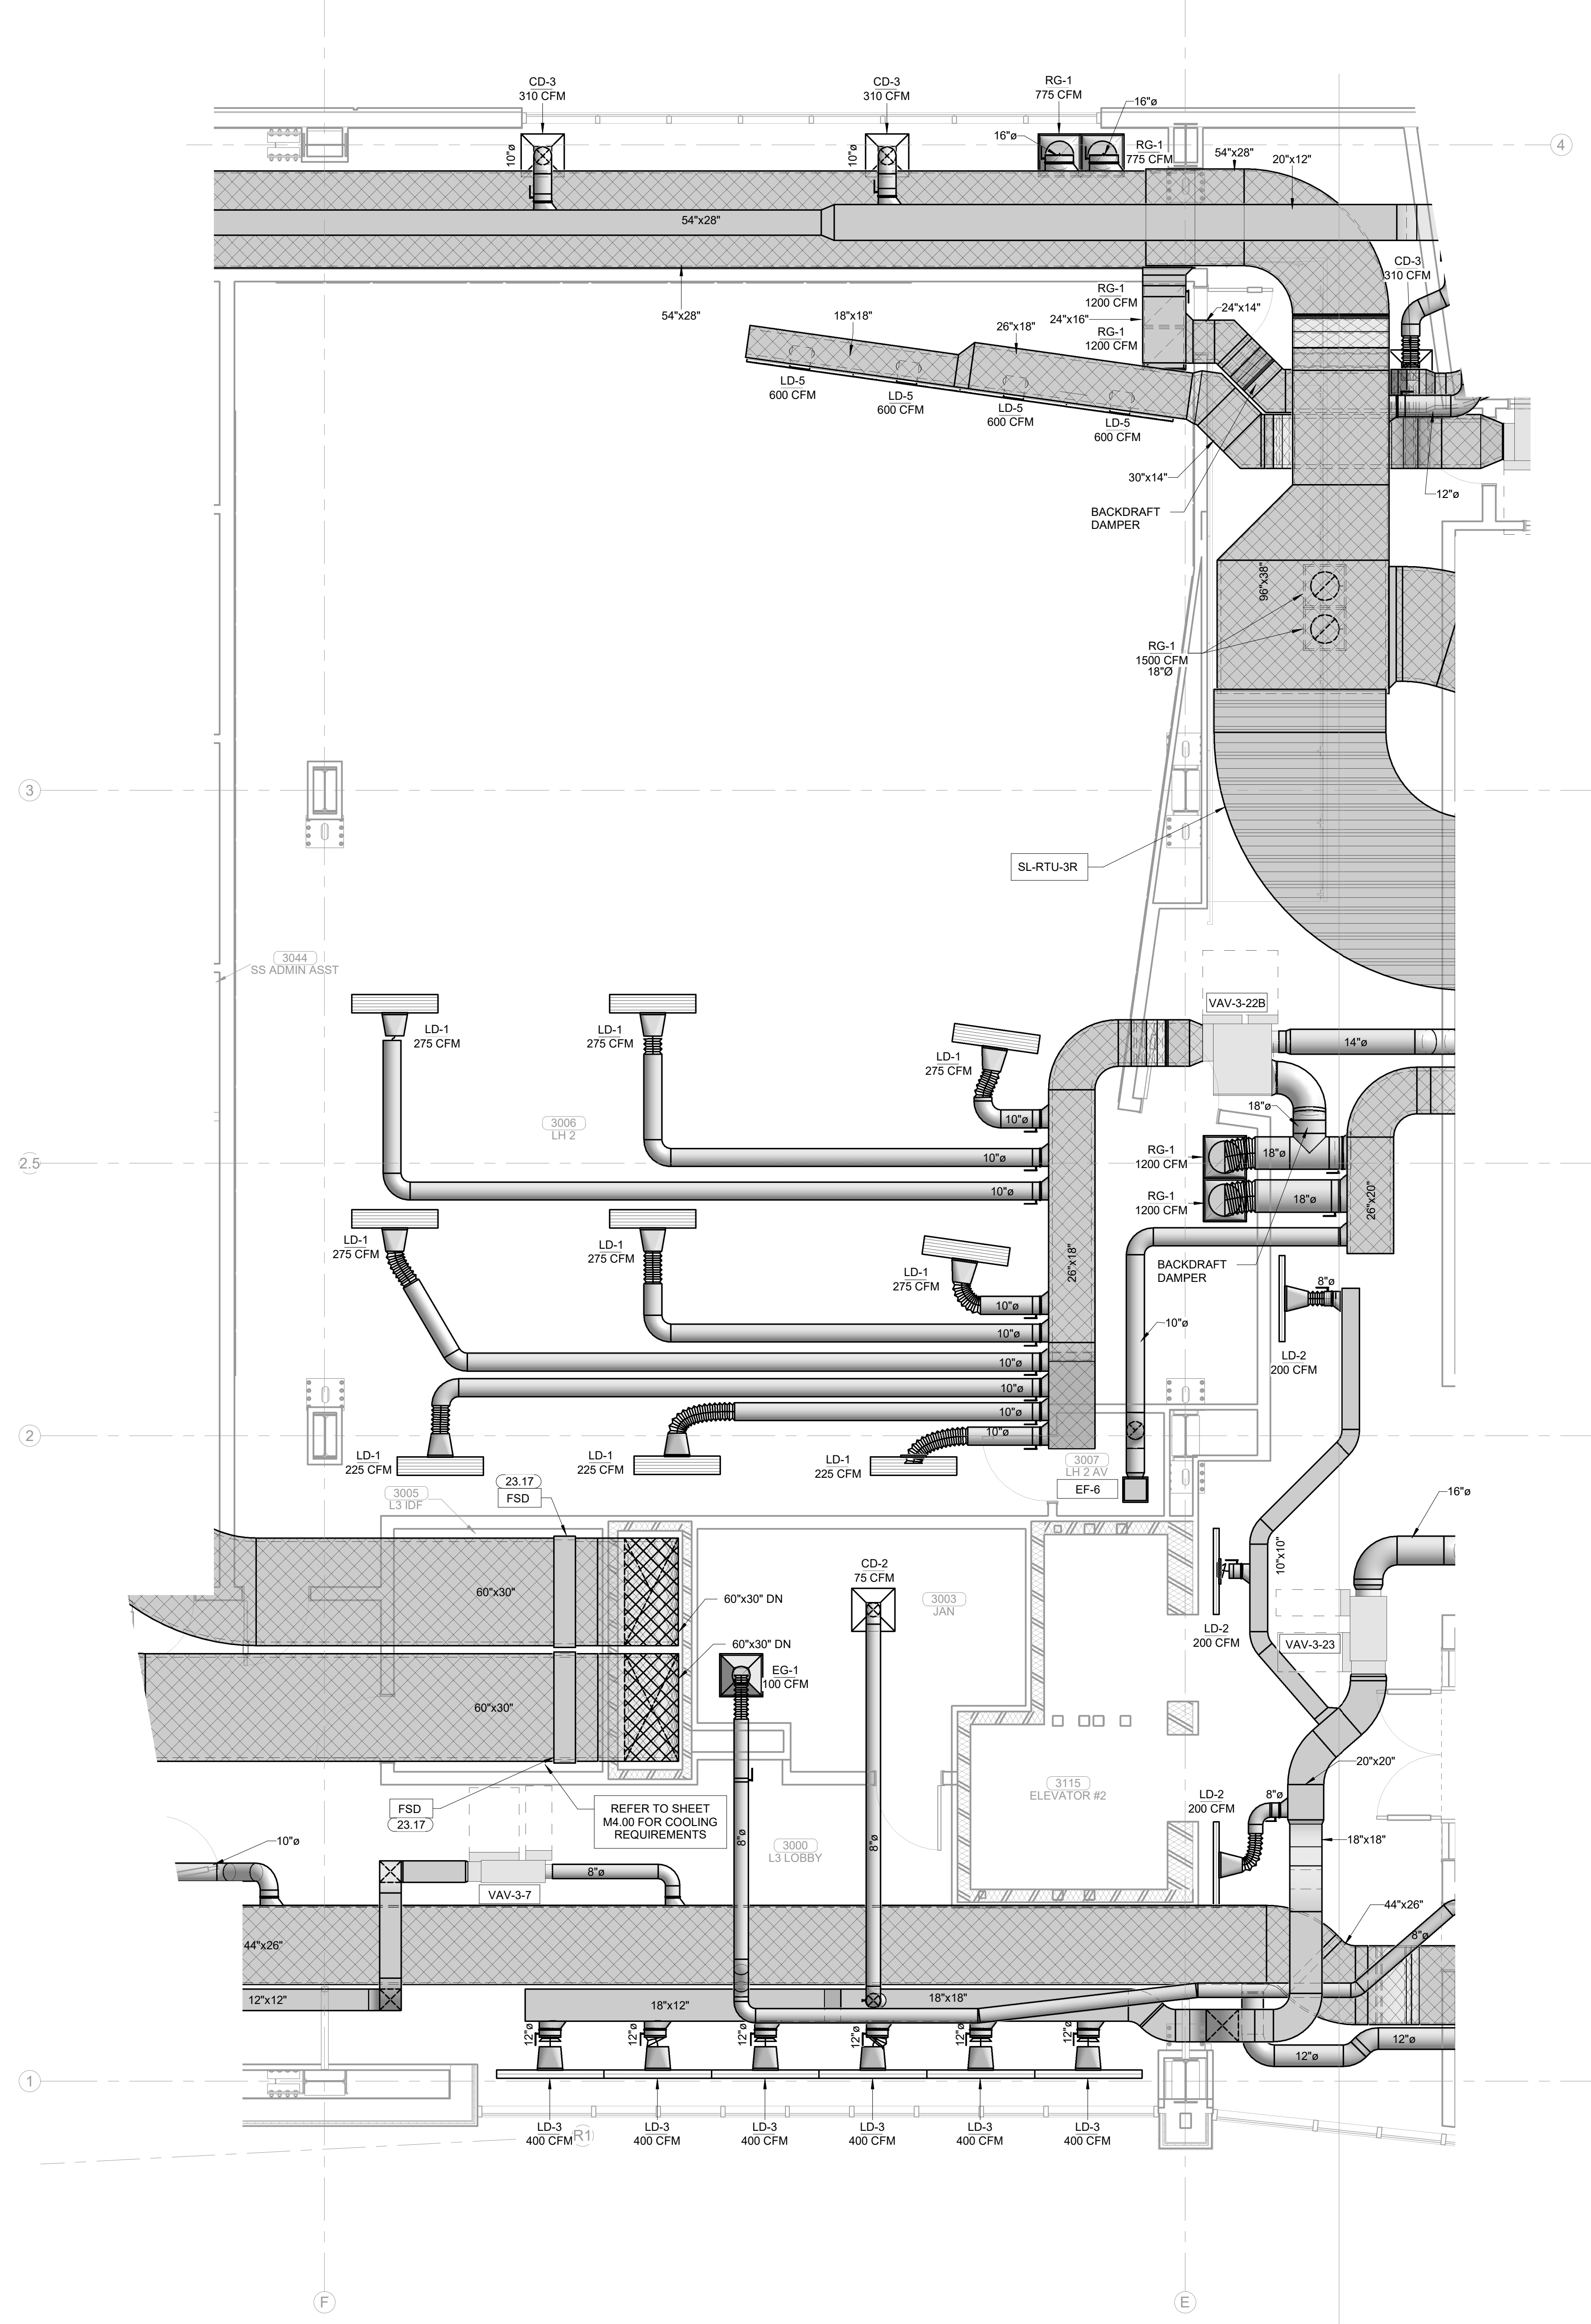 CD-3
310 CFM
CD-3
310 CFM
RG-1
775 CFM
16"ø
16"ø
RG-1
775 CFM
10"ø
10"ø
54"x28"
20"x12"
4
54"x28"
54"x28"
CD-3
310 CFM
RG-1
1200 CFM
24"x16"
RG-1
1200 CFM
24"x14"
18"x18"
26"x18"
LD-5
600 CFM
LD-5
600 CFM
LD-5
600 CFM
LD-5
600 CFM
30"x14"
12"ø
BACKDRAFT
DAMPER
96"x38"
RG-1
1500 CFM
18"Ø
3
SL-RTU-3R
3044
SS ADMIN ASST
VAV-3-22B
LD-1
275 CFM
LD-1
275 CFM
LD-1
275 CFM
14"ø
3006
LH 2
10"ø
18"ø
2.5
10"ø
RG-1
1200 CFM
18"ø
10"ø
RG-1
1200 CFM
18"ø
26"x20"
LD-1
275 CFM
LD-1
275 CFM
LD-1
275 CFM
26"x18"
BACKDRAFT
DAMPER
8"ø
10"ø
10"ø
10"ø
10"ø
LD-2
200 CFM
10"ø
10"ø
10"ø
2
LD-1
225 CFM
LD-1
225 CFM
LD-1
225 CFM
3007
LH 2 AV
EF-6
23.17
FSD
3005
L3 IDF
16"ø
10"x10"
60"x30"
CD-2
75 CFM
60"x30" DN
3003
JAN
LD-2
200 CFM
VAV-3-23
60"x30" DN
EG-1
100 CFM
60"x30"
20"x20"
3115
ELEVATOR #2
LD-2
200 CFM
8"ø
FSD
23.17
REFER TO SHEET
M4.00 FOR COOLING
REQUIREMENTS
8"ø
8"ø
3000
L3 LOBBY
18"x18"
10"ø
8"ø
VAV-3-7
44"x26"
8"ø
44"x26"
12"x12"
18"x12"
18"x18"
12"ø
12"ø
12"ø
12"ø
12"ø
12"ø
12"ø
12"ø
1
LD-3
400 CFM
R1
LD-3
400 CFM
LD-3
400 CFM
LD-3
400 CFM
LD-3
400 CFM
LD-3
400 CFM
F
E